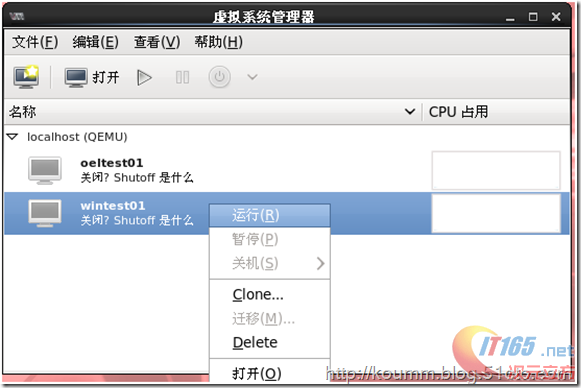 虚拟系统管理器
文件(F) 编辑(E) 查看(V) 帮助(H)
打开
名称 CPU 占用
localhost (QEMU)
oeltest01
关闭? Shutoff 是什么
wintest01
关闭? Shutoff 是什么
运行(R)
暂停(P)
关机(S)
Clone...
迁移(M)...
Delete
打开(O)
IT165.net
http://koumm.blog.51cto.com